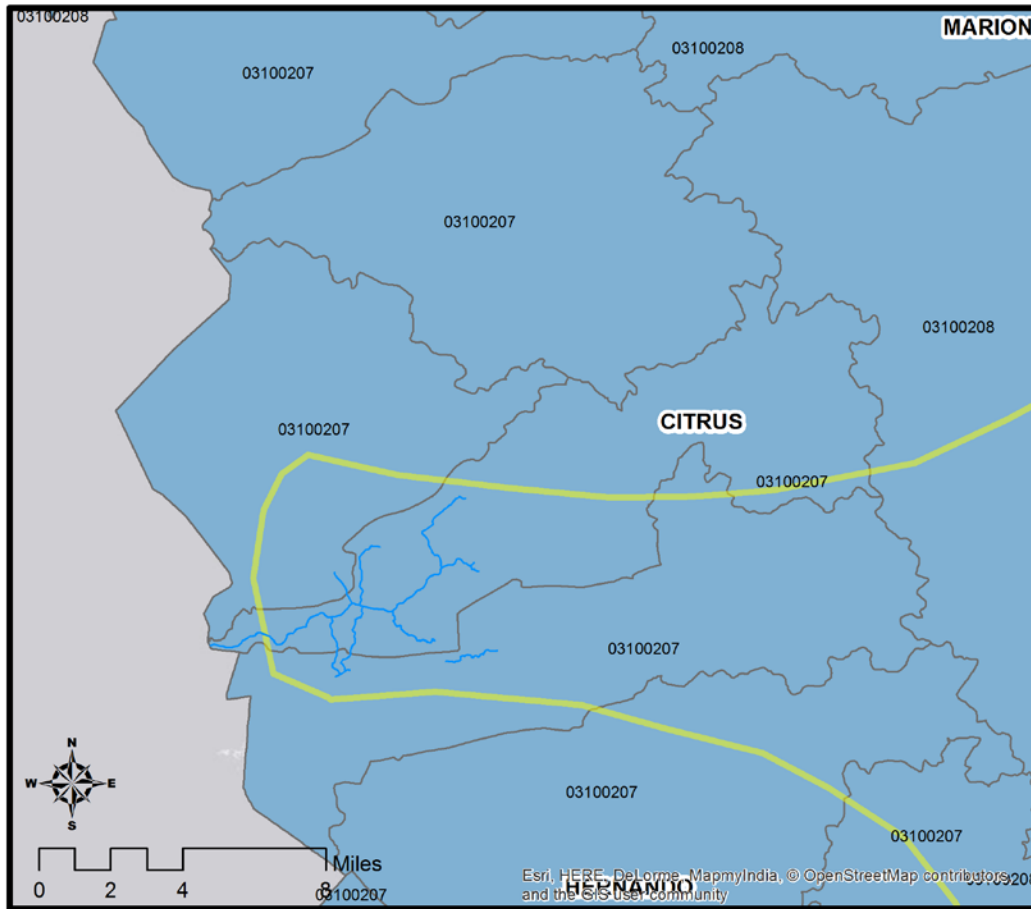 03100208
MARION
03100208
03100207
03100207
03100208
CITRUS
03100207
03100207
03100207
03100207
03100207
N
W E
S
Miles
0 2 4 8
03100207
HERNANDO
03100208
Esri, HERE, DeLorme, MapmyIndia, © OpenStreetMap contributors,
and the GIS user community